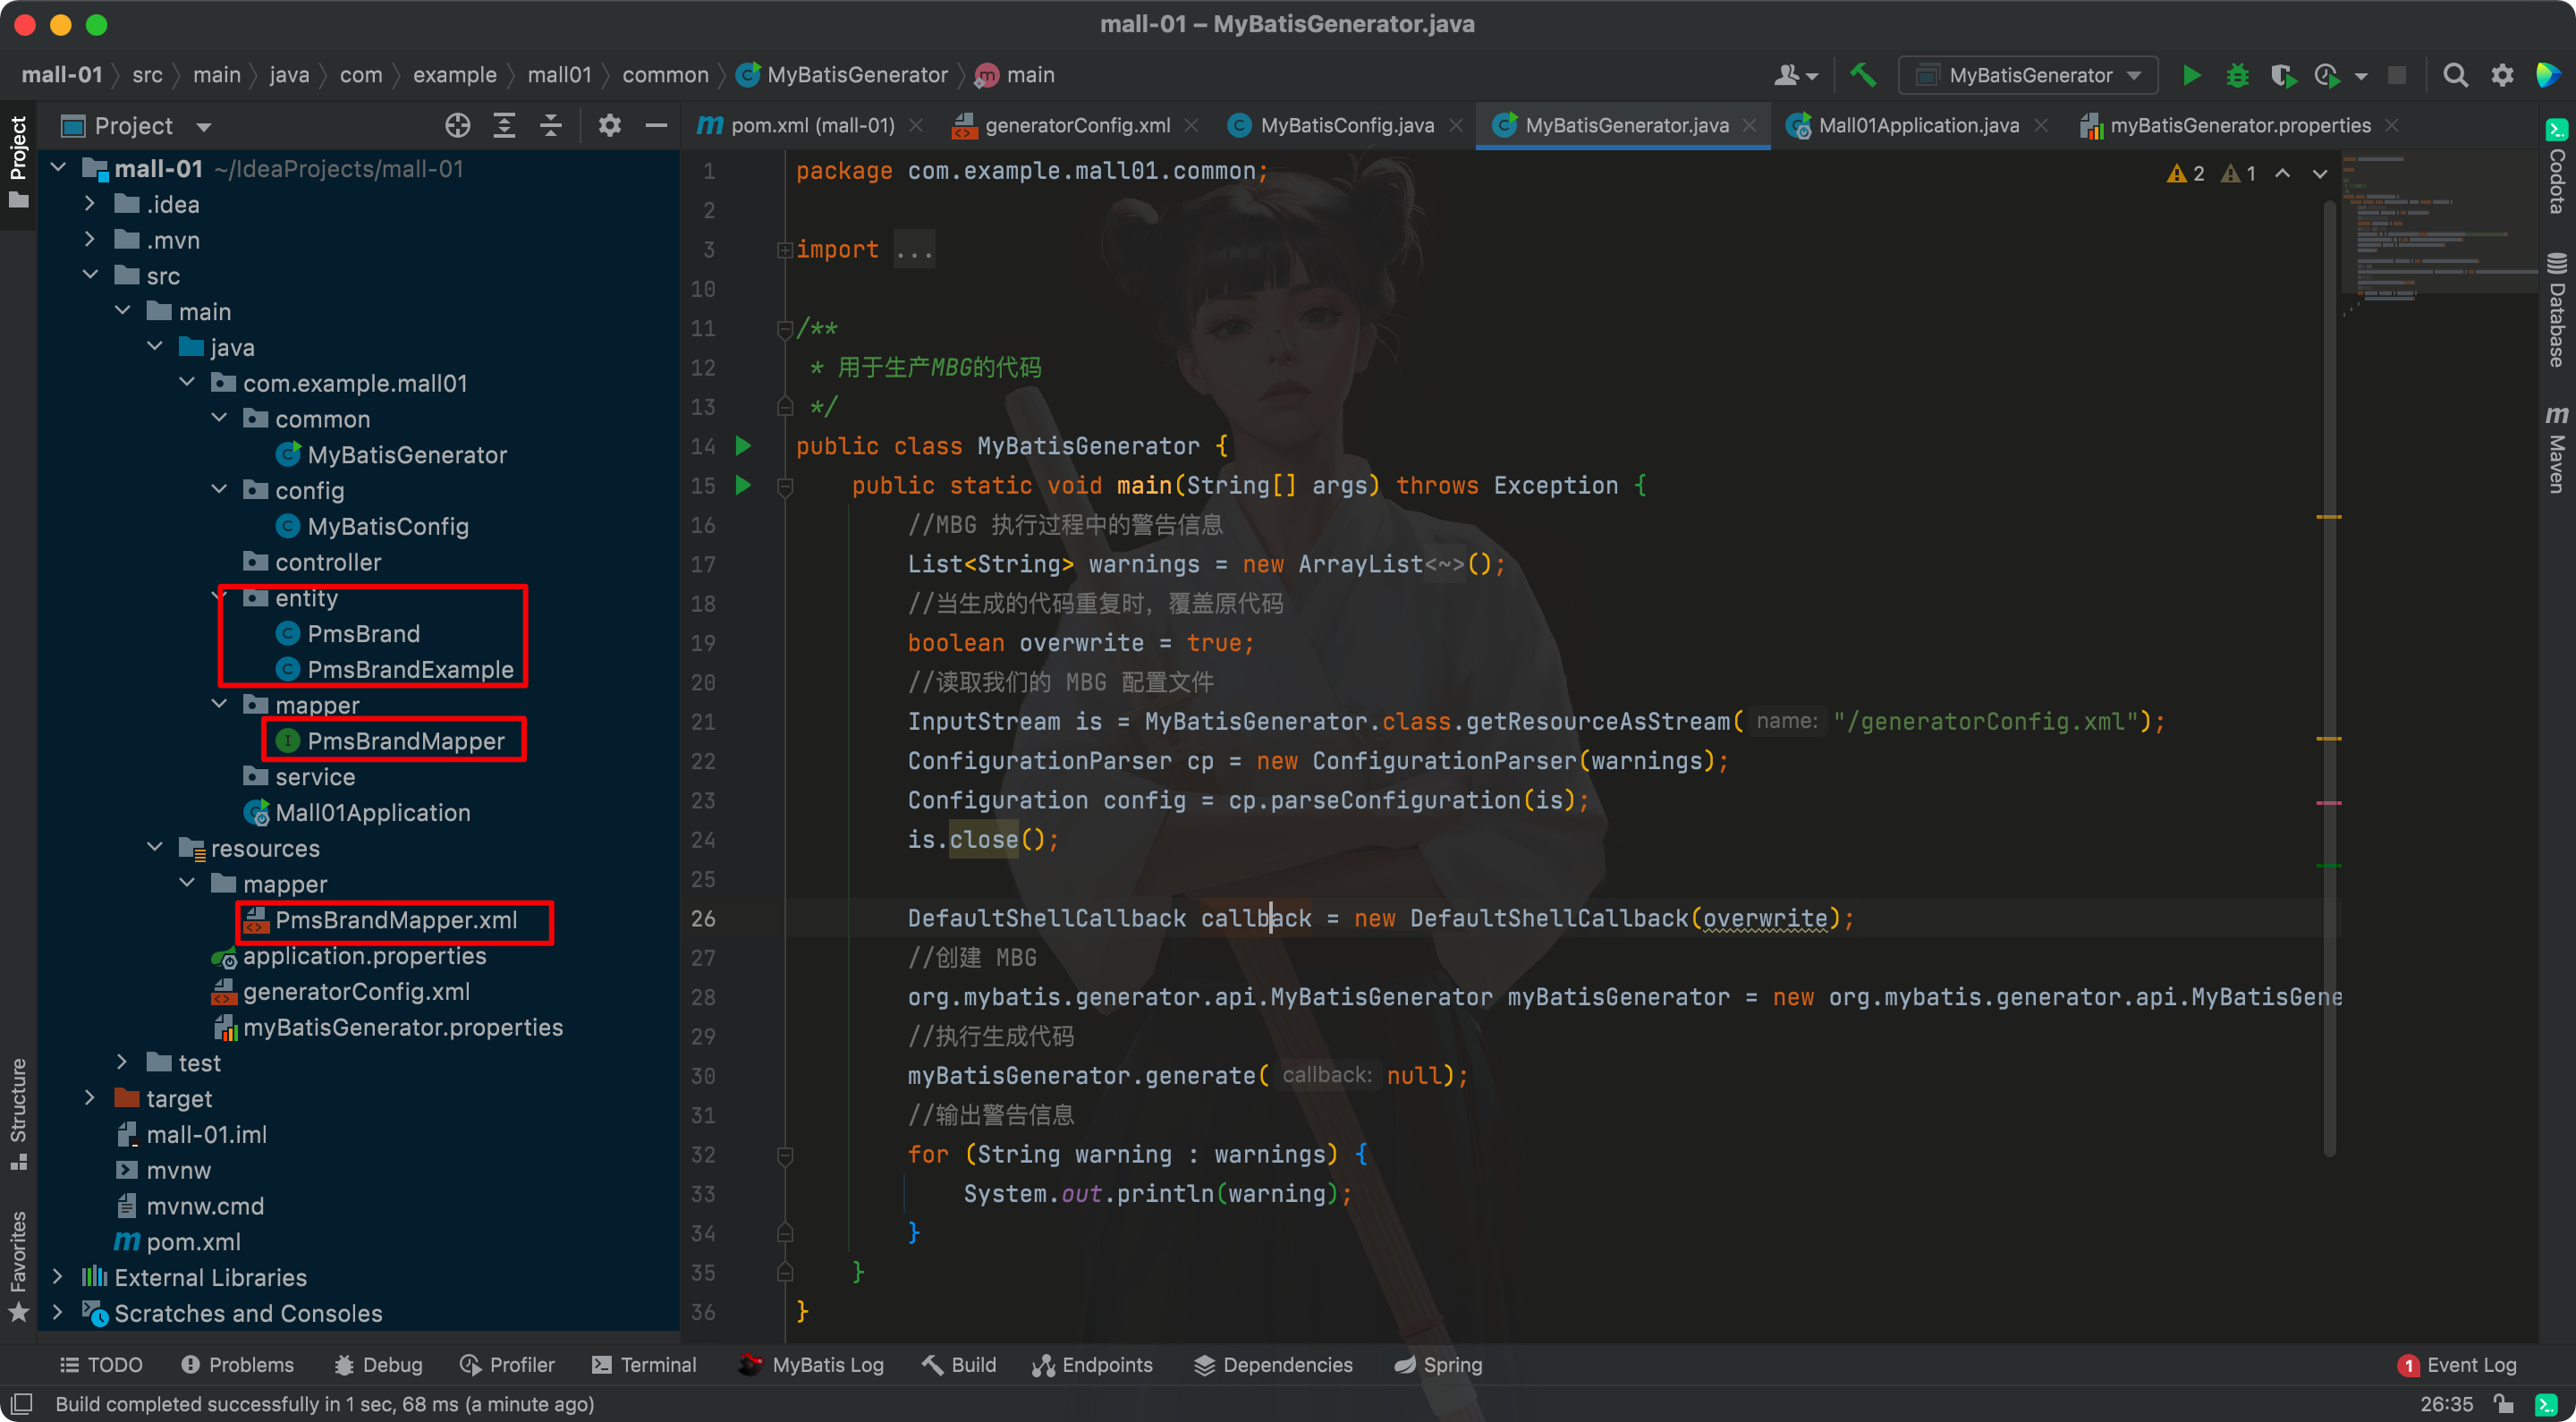 mall-01 – MyBatisGenerator.java
mall-01 src main java com example mall01 common MyBatisGenerator main
MyBatisGenerator
Project
pom.xml (mall-01) generatorConfig.xml MyBatisConfig.java MyBatisGenerator.java Mall01Application.java myBatisGenerator.properties
Project
Structure
Favorites
mall-01 ~/IdeaProjects/mall-01
.idea
.mvn
src
main
java
com.example.mall01
common
MyBatisGenerator
config
MyBatisConfig
controller
entity
PmsBrand
PmsBrandExample
mapper
PmsBrandMapper
service
Mall01Application
resources
mapper
PmsBrandMapper.xml
application.properties
generatorConfig.xml
myBatisGenerator.properties
test
target
mall-01.iml
mvnw
mvnw.cmd
pom.xml
External Libraries
Scratches and Consoles
1 package com.example.mall01.common;
2
3 import ...
10
11 /**
12 * 用于生产MBG的代码
13 */
14 public class MyBatisGenerator {
15 public static void main(String[] args) throws Exception {
16 //MBG 执行过程中的警告信息
17 List<String> warnings = new ArrayList<~>();
18 //当生成的代码重复时，覆盖原代码
19 boolean overwrite = true;
20 //读取我们的 MBG 配置文件
21 InputStream is = MyBatisGenerator.class.getResourceAsStream( name: "/generatorConfig.xml");
22 ConfigurationParser cp = new ConfigurationParser(warnings);
23 Configuration config = cp.parseConfiguration(is);
24 is.close();
25
26 DefaultShellCallback callback = new DefaultShellCallback(overwrite);
27 //创建 MBG
28 org.mybatis.generator.api.MyBatisGenerator myBatisGenerator = new org.mybatis.generator.api.MyBatisGene
29 //执行生成代码
30 myBatisGenerator.generate( callback: null);
31 //输出警告信息
32 for (String warning : warnings) {
33 System.out.println(warning);
34 }
35 }
36 }
2 1
Codota
Database
Maven
TODO Problems Debug Profiler Terminal MyBatis Log Build Endpoints Dependencies Spring 1 Event Log
Build completed successfully in 1 sec, 68 ms (a minute ago) 26:35